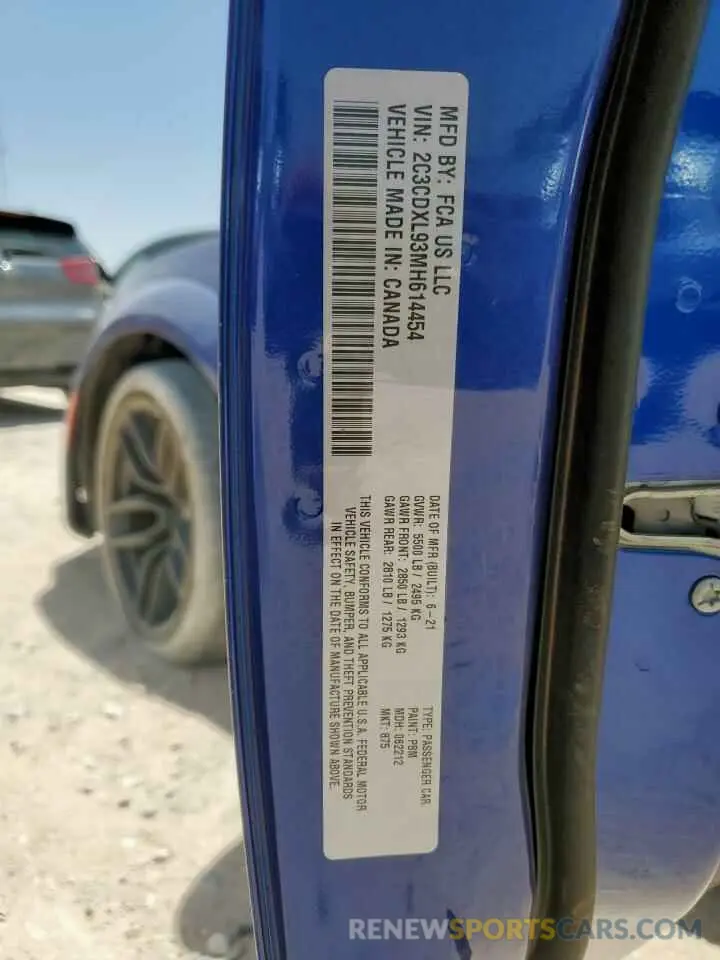 MFD BY: FCA US LLC
VIN: 2C3CDXL93MH614454
VEHICLE MADE IN: CANADA
DATE OF MFR (BUILT): 6-21
GVWR: 5500 LB / 2495 KG
GAWR FRONT: 2850 LB / 1293 KG
GAWR REAR: 2810 LB / 1275 KG
THIS VEHICLE CONFORMS TO ALL APPLICABLE U.S.A. FEDERAL MOTOR
VEHICLE SAFETY, BUMPER, AND THEFT PREVENTION STANDARDS
IN EFFECT ON THE DATE OF MANUFACTURE SHOWN ABOVE.
TYPE: PASSENGER CAR
PAINT: PBM
MDH: 062212
MKT: 875
RENEWSPORTSCARS.COM